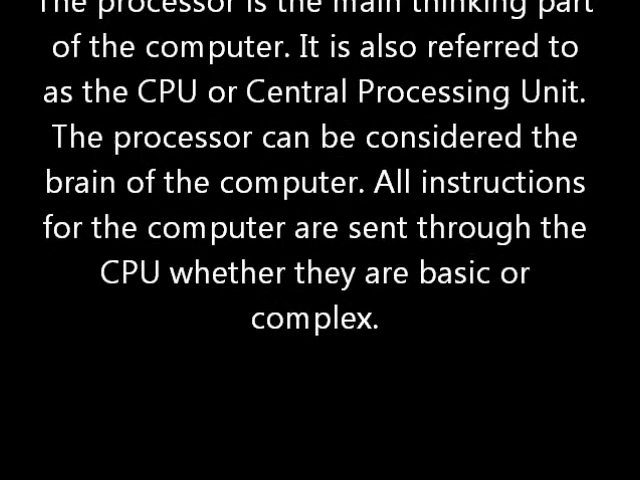 The processor is the main thinking part
of the computer. It is also referred to
as the CPU or Central Processing Unit.
The processor can be considered the
brain of the computer. All instructions
for the computer are sent through the
CPU whether they are basic or
complex.